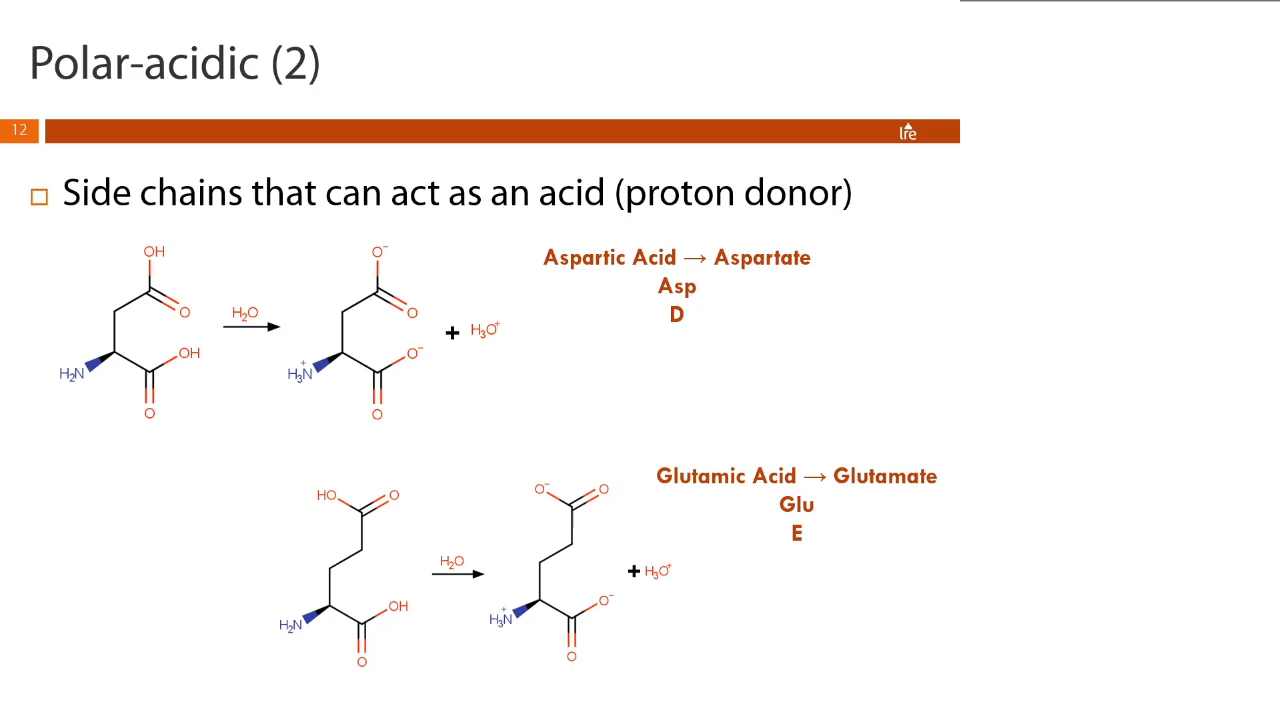 Polar-acidic (2)
12
lre
Side chains that can act as an acid (proton donor)
OH
O
OH
H₂N
O
H₂O
O⁻
O
O⁻
H₃N⁺
O
+ H₃O⁺
Aspartic Acid → Aspartate
Asp
D
HO
O
OH
H₂N
O
H₂O
O⁻
O
O⁻
H₃N⁺
O
+ H₃O⁺
Glutamic Acid → Glutamate
Glu
E